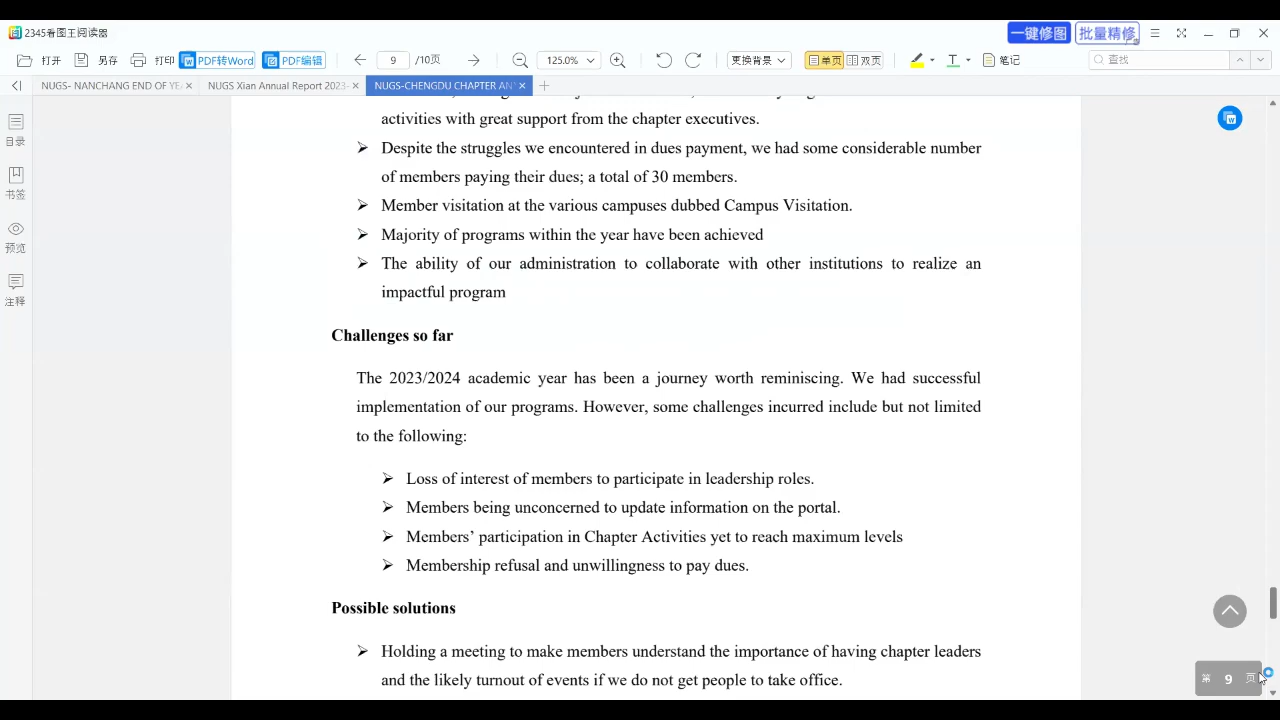 2345看图王阅读器
一键修图
批量精修
打开
另存
打印
PDF转Word
PDF编辑
9 /10页
125.0%
更换背景
单页
双页
T
笔记
查找
NUGS- NANCHANG END OF YE
NUGS Xian Annual Report 2023-
NUGS-CHENGDU CHAPTER AN
目录
书签
预览
注释
activities with great support from the chapter executives.
➢ Despite the struggles we encountered in dues payment, we had some considerable number
of members paying their dues; a total of 30 members.
➢ Member visitation at the various campuses dubbed Campus Visitation.
➢ Majority of programs within the year have been achieved
➢ The ability of our administration to collaborate with other institutions to realize an
impactful program
Challenges so far
The 2023/2024 academic year has been a journey worth reminiscing. We had successful
implementation of our programs. However, some challenges incurred include but not limited
to the following:
➢ Loss of interest of members to participate in leadership roles.
➢ Members being unconcerned to update information on the portal.
➢ Members’ participation in Chapter Activities yet to reach maximum levels
➢ Membership refusal and unwillingness to pay dues.
Possible solutions
➢ Holding a meeting to make members understand the importance of having chapter leaders
and the likely turnout of events if we do not get people to take office.
第 9 页